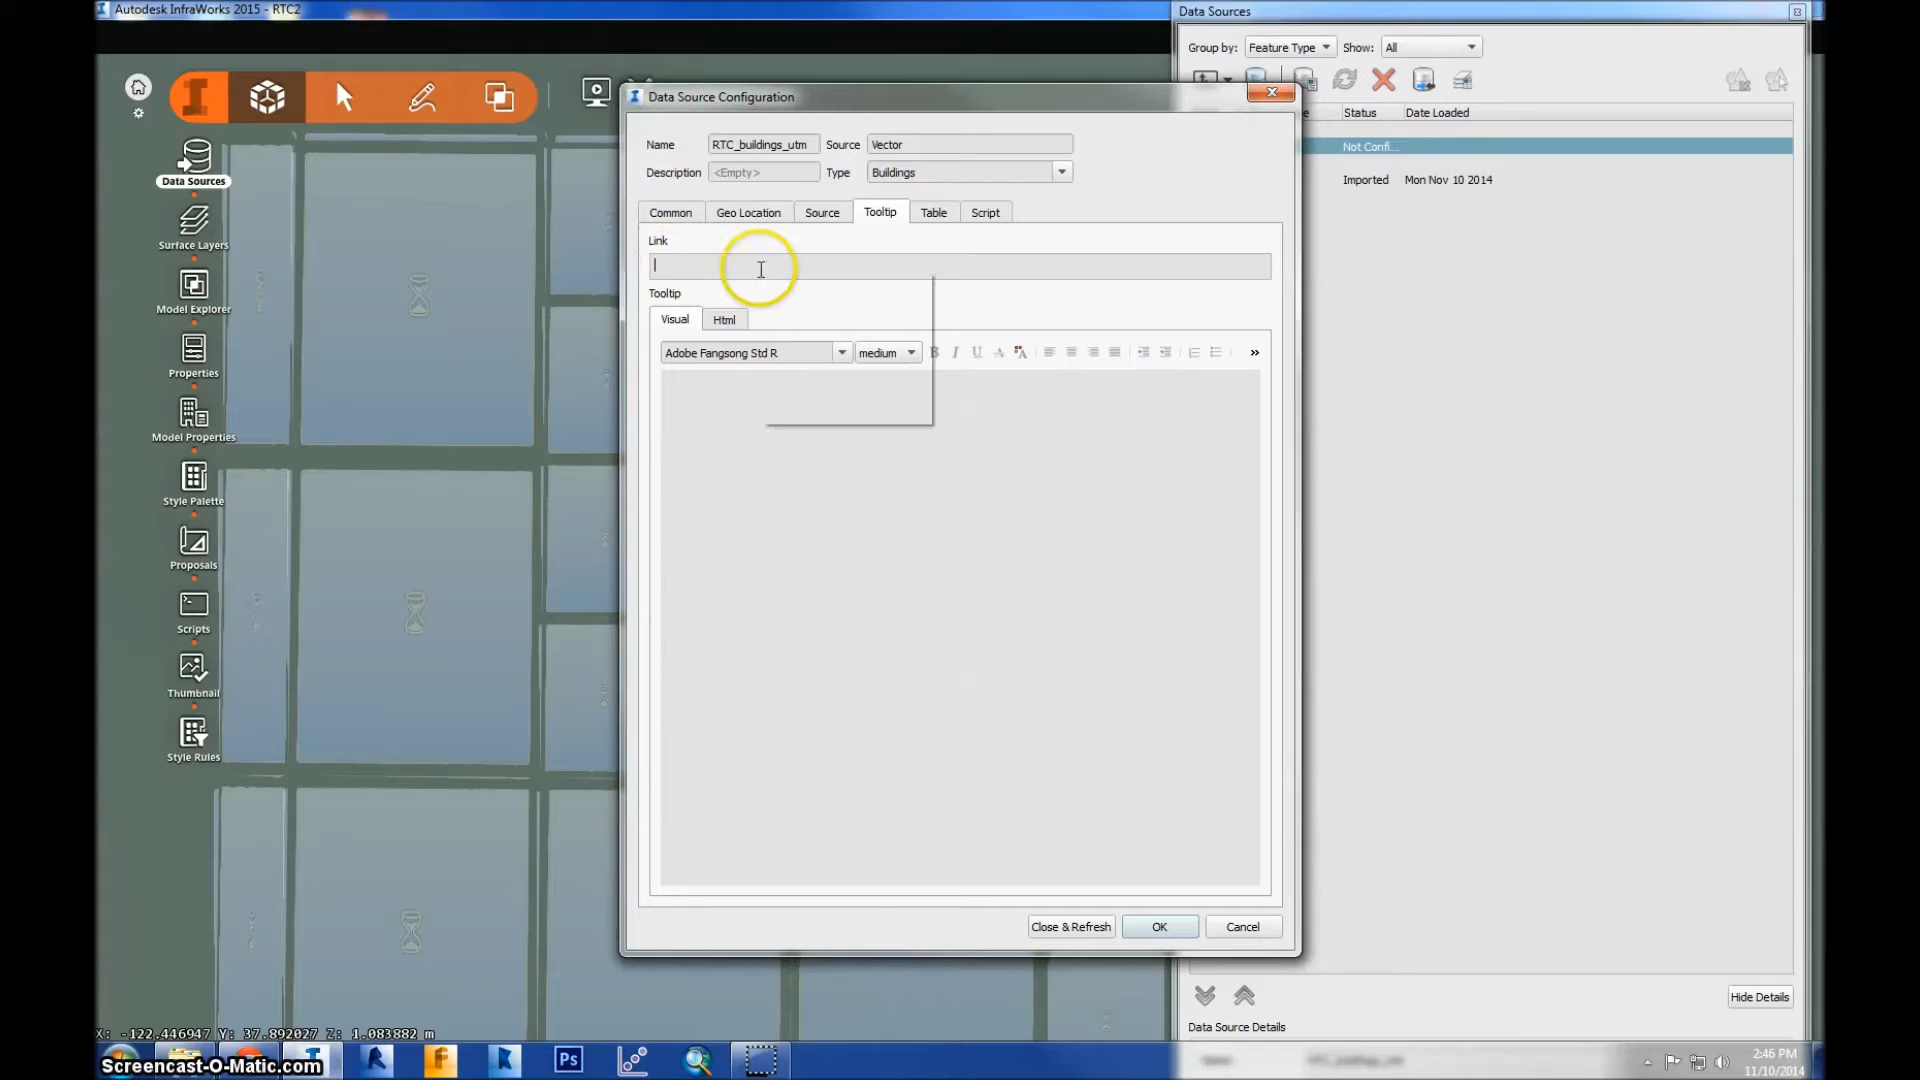 Autodesk InfraWorks 2015 - RTC2
Data Sources
Group by: Feature Type Show: All
Status Date Loaded
Not Confi...
Imported Mon Nov 10 2014
Data Sources
Surface Layers
Model Explorer
Properties
Model Properties
Style Palette
Proposals
Scripts
Thumbnail
Style Rules
Data Source Configuration
Name RTC_buildings_utm Source Vector
Description <Empty> Type Buildings
Common Geo Location Source Tooltip Table Script
Link
Tooltip
Visual Html
Adobe Fangsong Std R medium B I U A
Close & Refresh OK Cancel
Hide Details
Data Source Details
X: -122.446947 Y: 37.892027 Z: 1.083882 m
Screencast-O-Matic.com
Ps
2:46 PM
11/10/2014